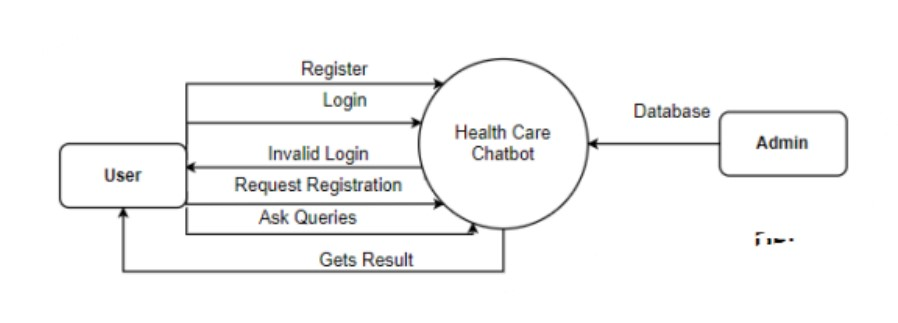 Register
Login
Database
Health Care
Chatbot
Admin
Invalid Login
User
Request Registration
Ask Queries
Gets Result